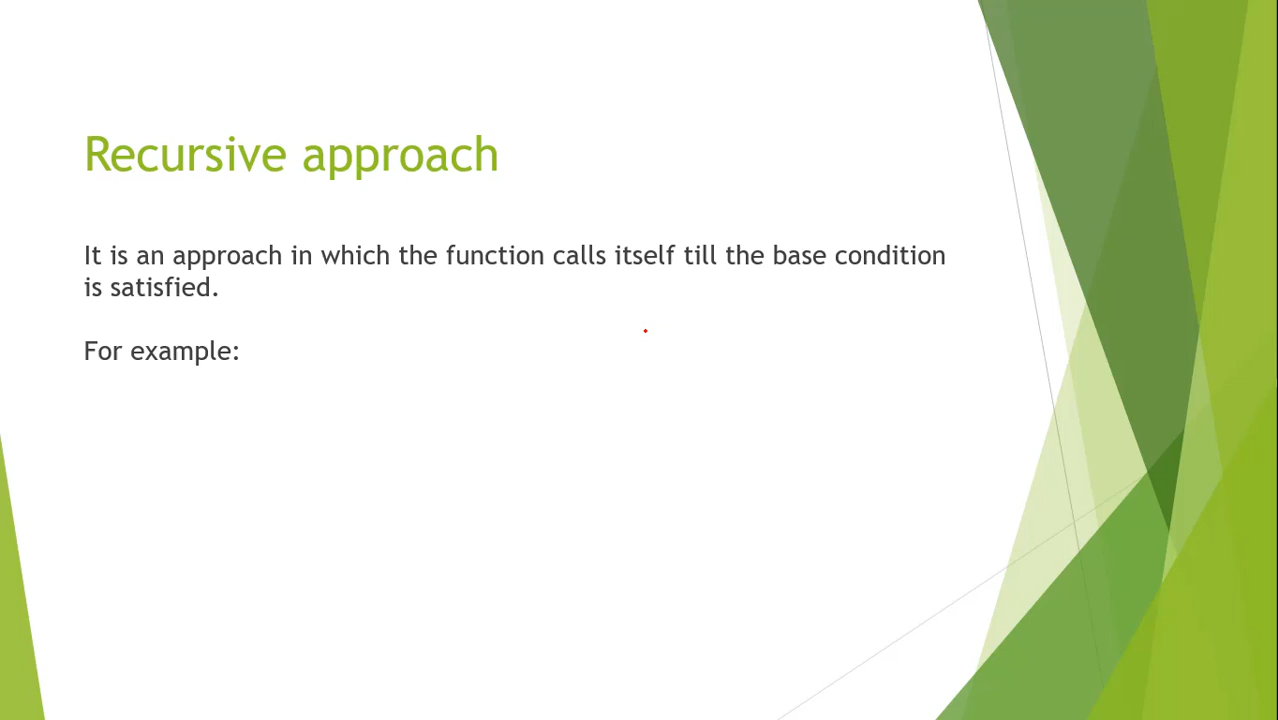 Recursive approach
It is an approach in which the function calls itself till the base condition
is satisfied.
For example: